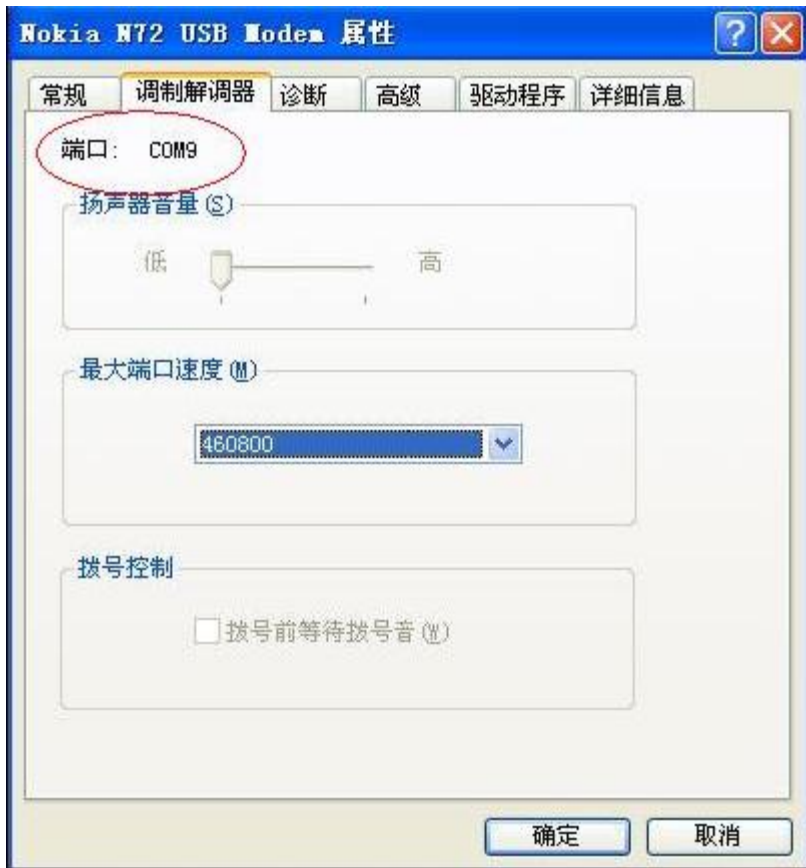 Nokia N72 USB Modem 属性
常规 调制解调器 诊断 高级 驱动程序 详细信息
端口: COM9
扬声器音量(S)
低 高
最大端口速度(M)
460800
拨号控制
拨号前等待拨号音(W)
确定 取消